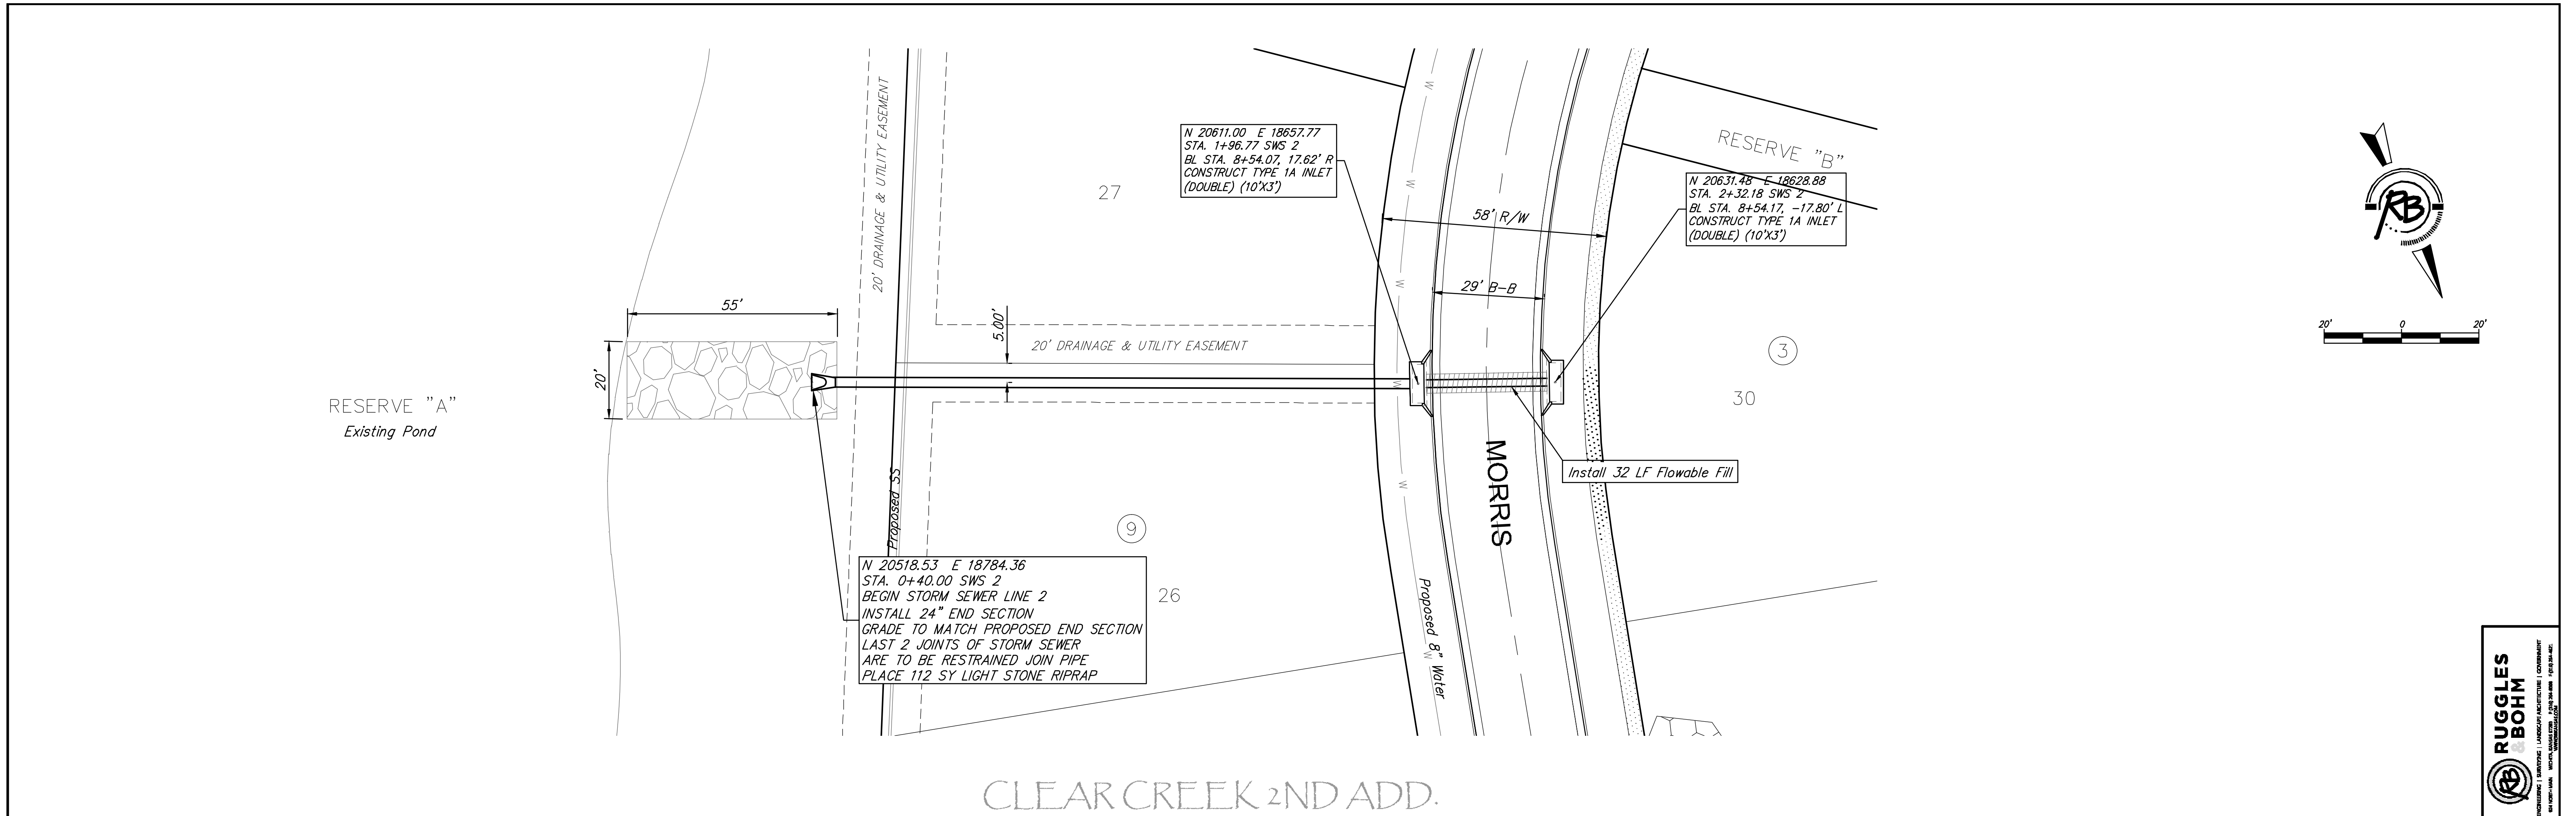 20' DRAINAGE & UTILITY EASEMENT
N 20611.00 E 18657.77
STA. 1+96.77 SWS 2
BL STA. 8+54.07, 17.62' R
CONSTRUCT TYPE 1A INLET
(DOUBLE) (10'X3')
RESERVE "B"
N 20631.48 E 18628.88
STA. 2+32.18 SWS 2
BL STA. 8+54.17, -17.80' L
CONSTRUCT TYPE 1A INLET
(DOUBLE) (10'X3')
27
58' R/W
29' B-B
W
W
W
W
W
W
55'
20'
5.00'
20' DRAINAGE & UTILITY EASEMENT
3
30
RESERVE "A"
Existing Pond
MORRIS
Install 32 LF Flowable Fill
Proposed SS
9
26
N 20518.53 E 18784.36
STA. 0+40.00 SWS 2
BEGIN STORM SEWER LINE 2
INSTALL 24" END SECTION
GRADE TO MATCH PROPOSED END SECTION
LAST 2 JOINTS OF STORM SEWER
ARE TO BE RESTRAINED JOIN PIPE
PLACE 112 SY LIGHT STONE RIPRAP
Proposed 8" Water
RB
20' 0 20'
CLEAR CREEK 2ND ADD.
RB
RUGGLES
& BOHM
ENGINEERING | SURVEYING | LANDSCAPE ARCHITECTURE | GOVERNMENT